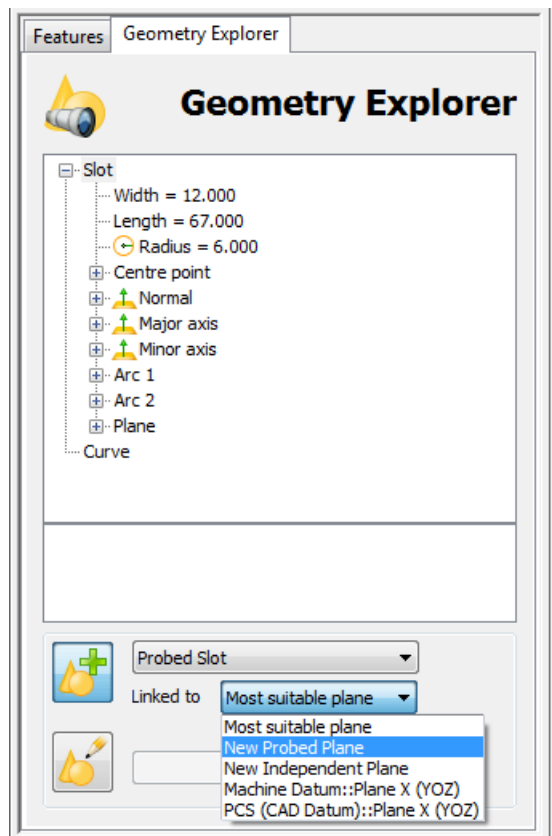 Features Geometry Explorer
Geometry Explorer
Slot
Width = 12.000
Length = 67.000
Radius = 6.000
Centre point
Normal
Major axis
Minor axis
Arc 1
Arc 2
Plane
Curve
Probed Slot
Linked to Most suitable plane
Most suitable plane
New Probed Plane
New Independent Plane
Machine Datum::Plane X (YOZ)
PCS (CAD Datum)::Plane X (YOZ)